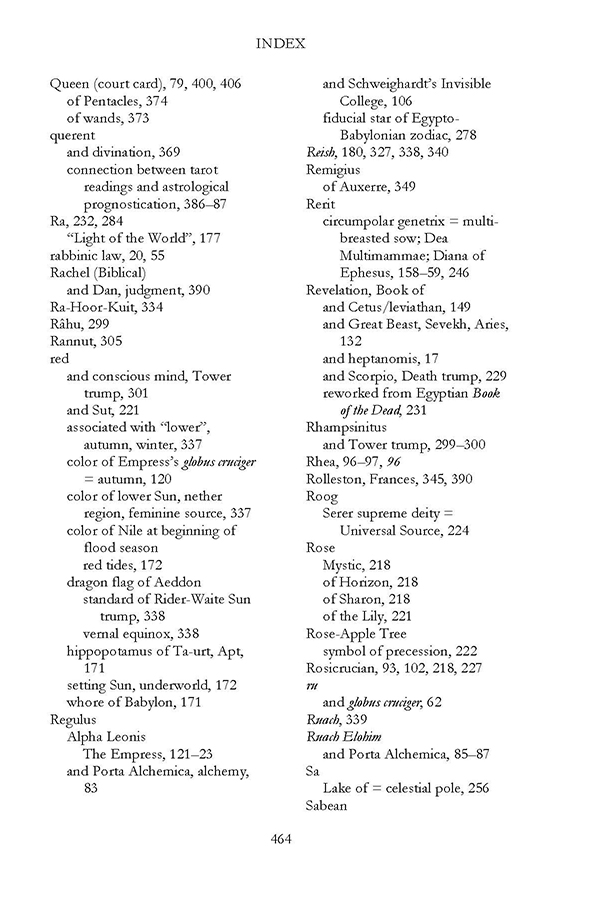 INDEX
Queen (court card), 79, 400, 406
of Pentacles, 374
of wands, 373
querent
and divination, 369
connection between tarot
readings and astrological
prognostication, 386–87
Ra, 232, 284
“Light of the World”, 177
rabbinic law, 20, 55
Rachel (Biblical)
and Dan, judgment, 390
Ra-Hoor-Kuit, 334
Râhu, 299
Rannut, 305
red
and conscious mind, Tower
trump, 301
and Sut, 221
associated with “lower”,
autumn, winter, 337
color of Empress’s globus cruciger
= autumn, 120
color of lower Sun, nether
region, feminine source, 337
color of Nile at beginning of
flood season
red tides, 172
dragon flag of Aeddon
standard of Rider-Waite Sun
trump, 338
vernal equinox, 338
hippopotamus of Ta-urt, Apt,
171
setting Sun, underworld, 172
whore of Babylon, 171
Regulus
Alpha Leonis
The Empress, 121–23
and Porta Alchemica, alchemy,
83
and Schweighardt’s Invisible
College, 106
fiducial star of Egypto-
Babylonian zodiac, 278
Reish, 180, 327, 338, 340
Remigius
of Auxerre, 349
Rerit
circumpolar genetrix = multi-
breasted sow; Dea
Multimammae; Diana of
Ephesus, 158–59, 246
Revelation, Book of
and Cetus/leviathan, 149
and Great Beast, Sevekh, Aries,
132
and heptanomis, 17
and Scorpio, Death trump, 229
reworked from Egyptian Book
of the Dead, 231
Rhampsinitus
and Tower trump, 299–300
Rhea, 96–97, 96
Rolleston, Frances, 345, 390
Roog
Serer supreme deity =
Universal Source, 224
Rose
Mystic, 218
of Horizon, 218
of Sharon, 218
of the Lily, 221
Rose-Apple Tree
symbol of precession, 222
Rosicrucian, 93, 102, 218, 227
ru
and globus cruciger, 62
Ruach, 339
Ruach Elohim
and Porta Alchemica, 85–87
Sa
Lake of = celestial pole, 256
Sabean
464